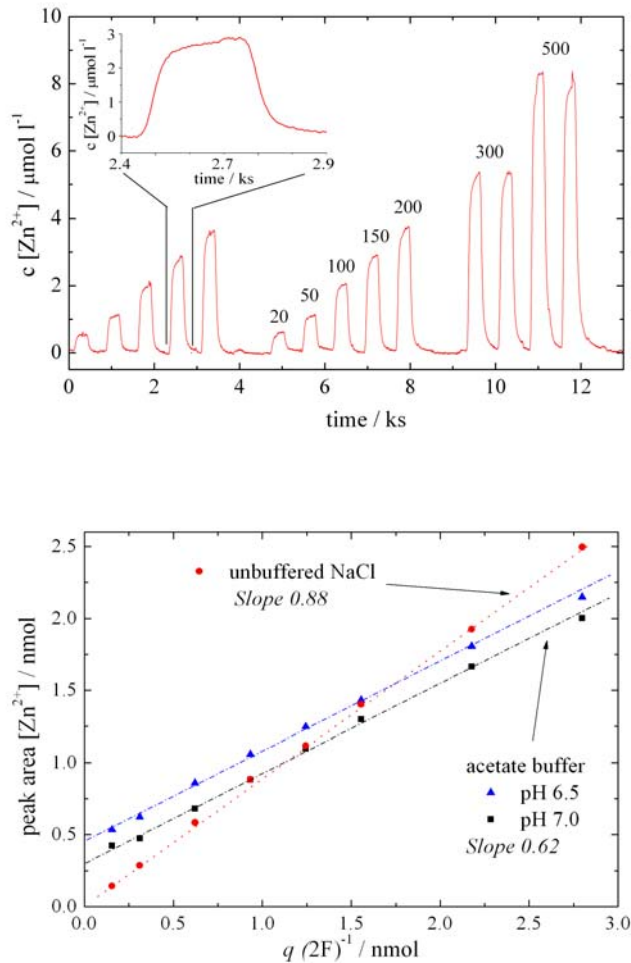 10
8
6
4
2
0
c [Zn²⁺] / μmol l⁻¹
3
2
1
0
c [Zn²⁺] / μmol l⁻¹
2.4 2.7 2.9
time / ks
20
50
100
150
200
300
500
0 2 4 6 8 10 12
time / ks
2.5
2.0
1.5
1.0
0.5
0.0
peak area [Zn²⁺] / nmol
unbuffered NaCl
Slope 0.88
acetate buffer
pH 6.5
pH 7.0
Slope 0.62
0.0 0.5 1.0 1.5 2.0 2.5 3.0
q (2F)⁻¹ / nmol